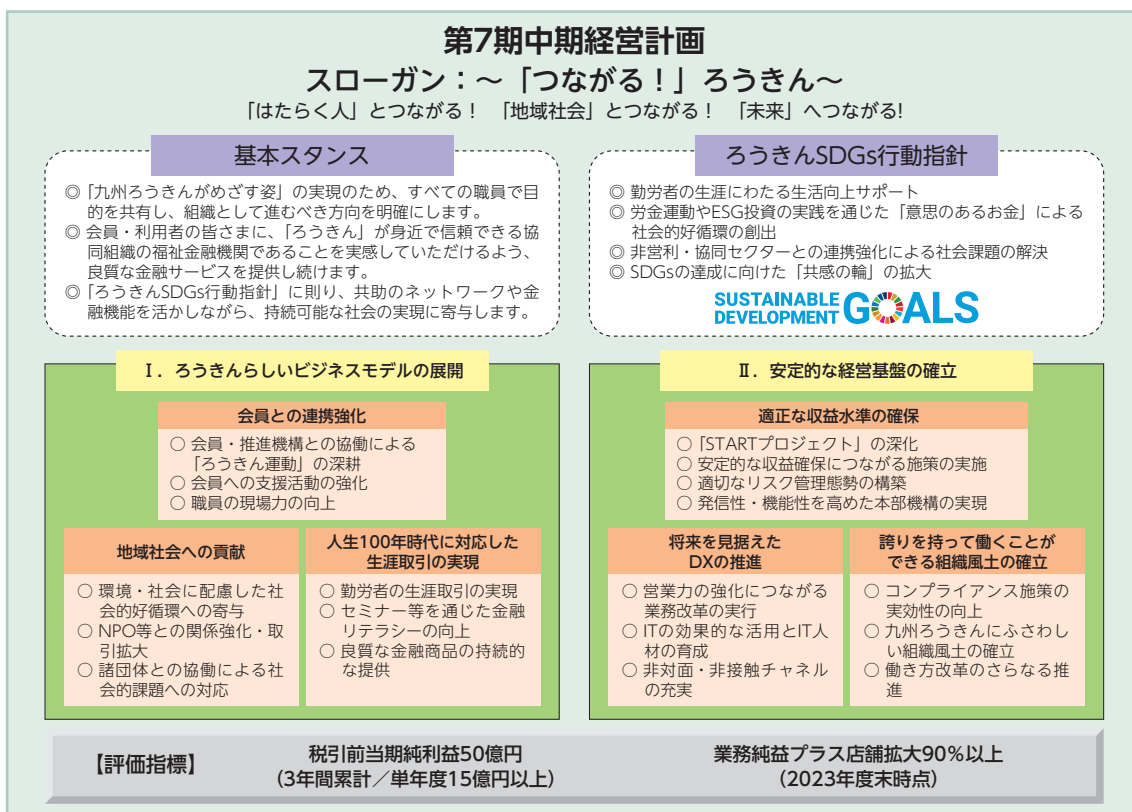 第7期中期経営計画
スローガン：～「つながる！」ろうきん～
「はたらく人」とつながる！　「地域社会」とつながる！　「未来」へつながる!
基本スタンス
◎「九州ろうきんがめざす姿」の実現のため、すべての職員で目
的を共有し、組織として進むべき方向を明確にします。
◎ 会員・利用者の皆さまに、「ろうきん」が身近で信頼できる協
同組織の福祉金融機関であることを実感していただけるよう、
良質な金融サービスを提供し続けます。
◎「ろうきんSDGs行動指針」に則り、共助のネットワークや金
融機能を活かしながら、持続可能な社会の実現に寄与します。
ろうきんSDGs行動指針
◎ 勤労者の生涯にわたる生活向上サポート
◎ 労金運動やESG投資の実践を通じた「意思のあるお金」による
社会的好循環の創出
◎ 非営利・協同セクターとの連携強化による社会課題の解決
◎ SDGsの達成に向けた「共感の輪」の拡大
SUSTAINABLE
DEVELOPMENT GOALS
Ⅰ．ろうきんらしいビジネスモデルの展開
会員との連携強化
○ 会員・推進機構との協働による
「ろうきん運動」の深耕
○ 会員への支援活動の強化
○ 職員の現場力の向上
地域社会への貢献
○ 環境・社会に配慮した社
会的好循環への寄与
○ NPO等との関係強化・取
引拡大
○ 諸団体との協働による社
会的課題への対応
人生100年時代に対応した
生涯取引の実現
○ 勤労者の生涯取引の実現
○ セミナー等を通じた金融
リテラシーの向上
○ 良質な金融商品の持続的
な提供
Ⅱ．安定的な経営基盤の確立
適正な収益水準の確保
○「STARTプロジェクト」の深化
○ 安定的な収益確保につながる施策の実施
○ 適切なリスク管理態勢の構築
○ 発信性・機能性を高めた本部機構の実現
将来を見据えた
DXの推進
○ 営業力の強化につながる
業務改革の実行
○ ITの効果的な活用とIT人
材の育成
○ 非対面・非接触チャネル
の充実
誇りを持って働くことが
できる組織風土の確立
○ コンプライアンス施策の
実効性の向上
○ 九州ろうきんにふさわし
い組織風土の確立
○ 働き方改革のさらなる推
進
【評価指標】
税引前当期純利益50億円
（3年間累計／単年度15億円以上）
業務純益プラス店舗拡大90％以上
（2023年度末時点）